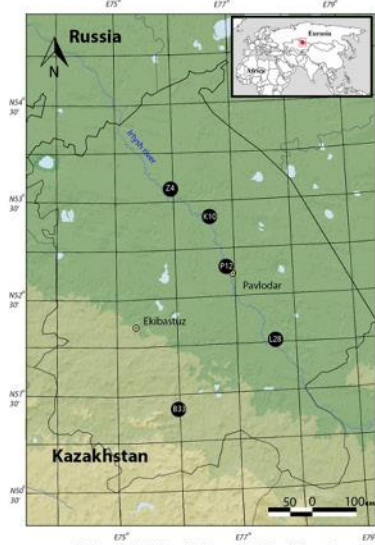 E75°
E77°
E79°
Russia
Eurasia
Africa
N
N54°
Irtysh river
Z4
N53°
30'
K10
P12
Pavlodar
N52°
30'
Ekibastuz
L28
N51°
30'
B33
Kazakhstan
N50°
30'
50 0 100 км
E75°
E77°
E79°